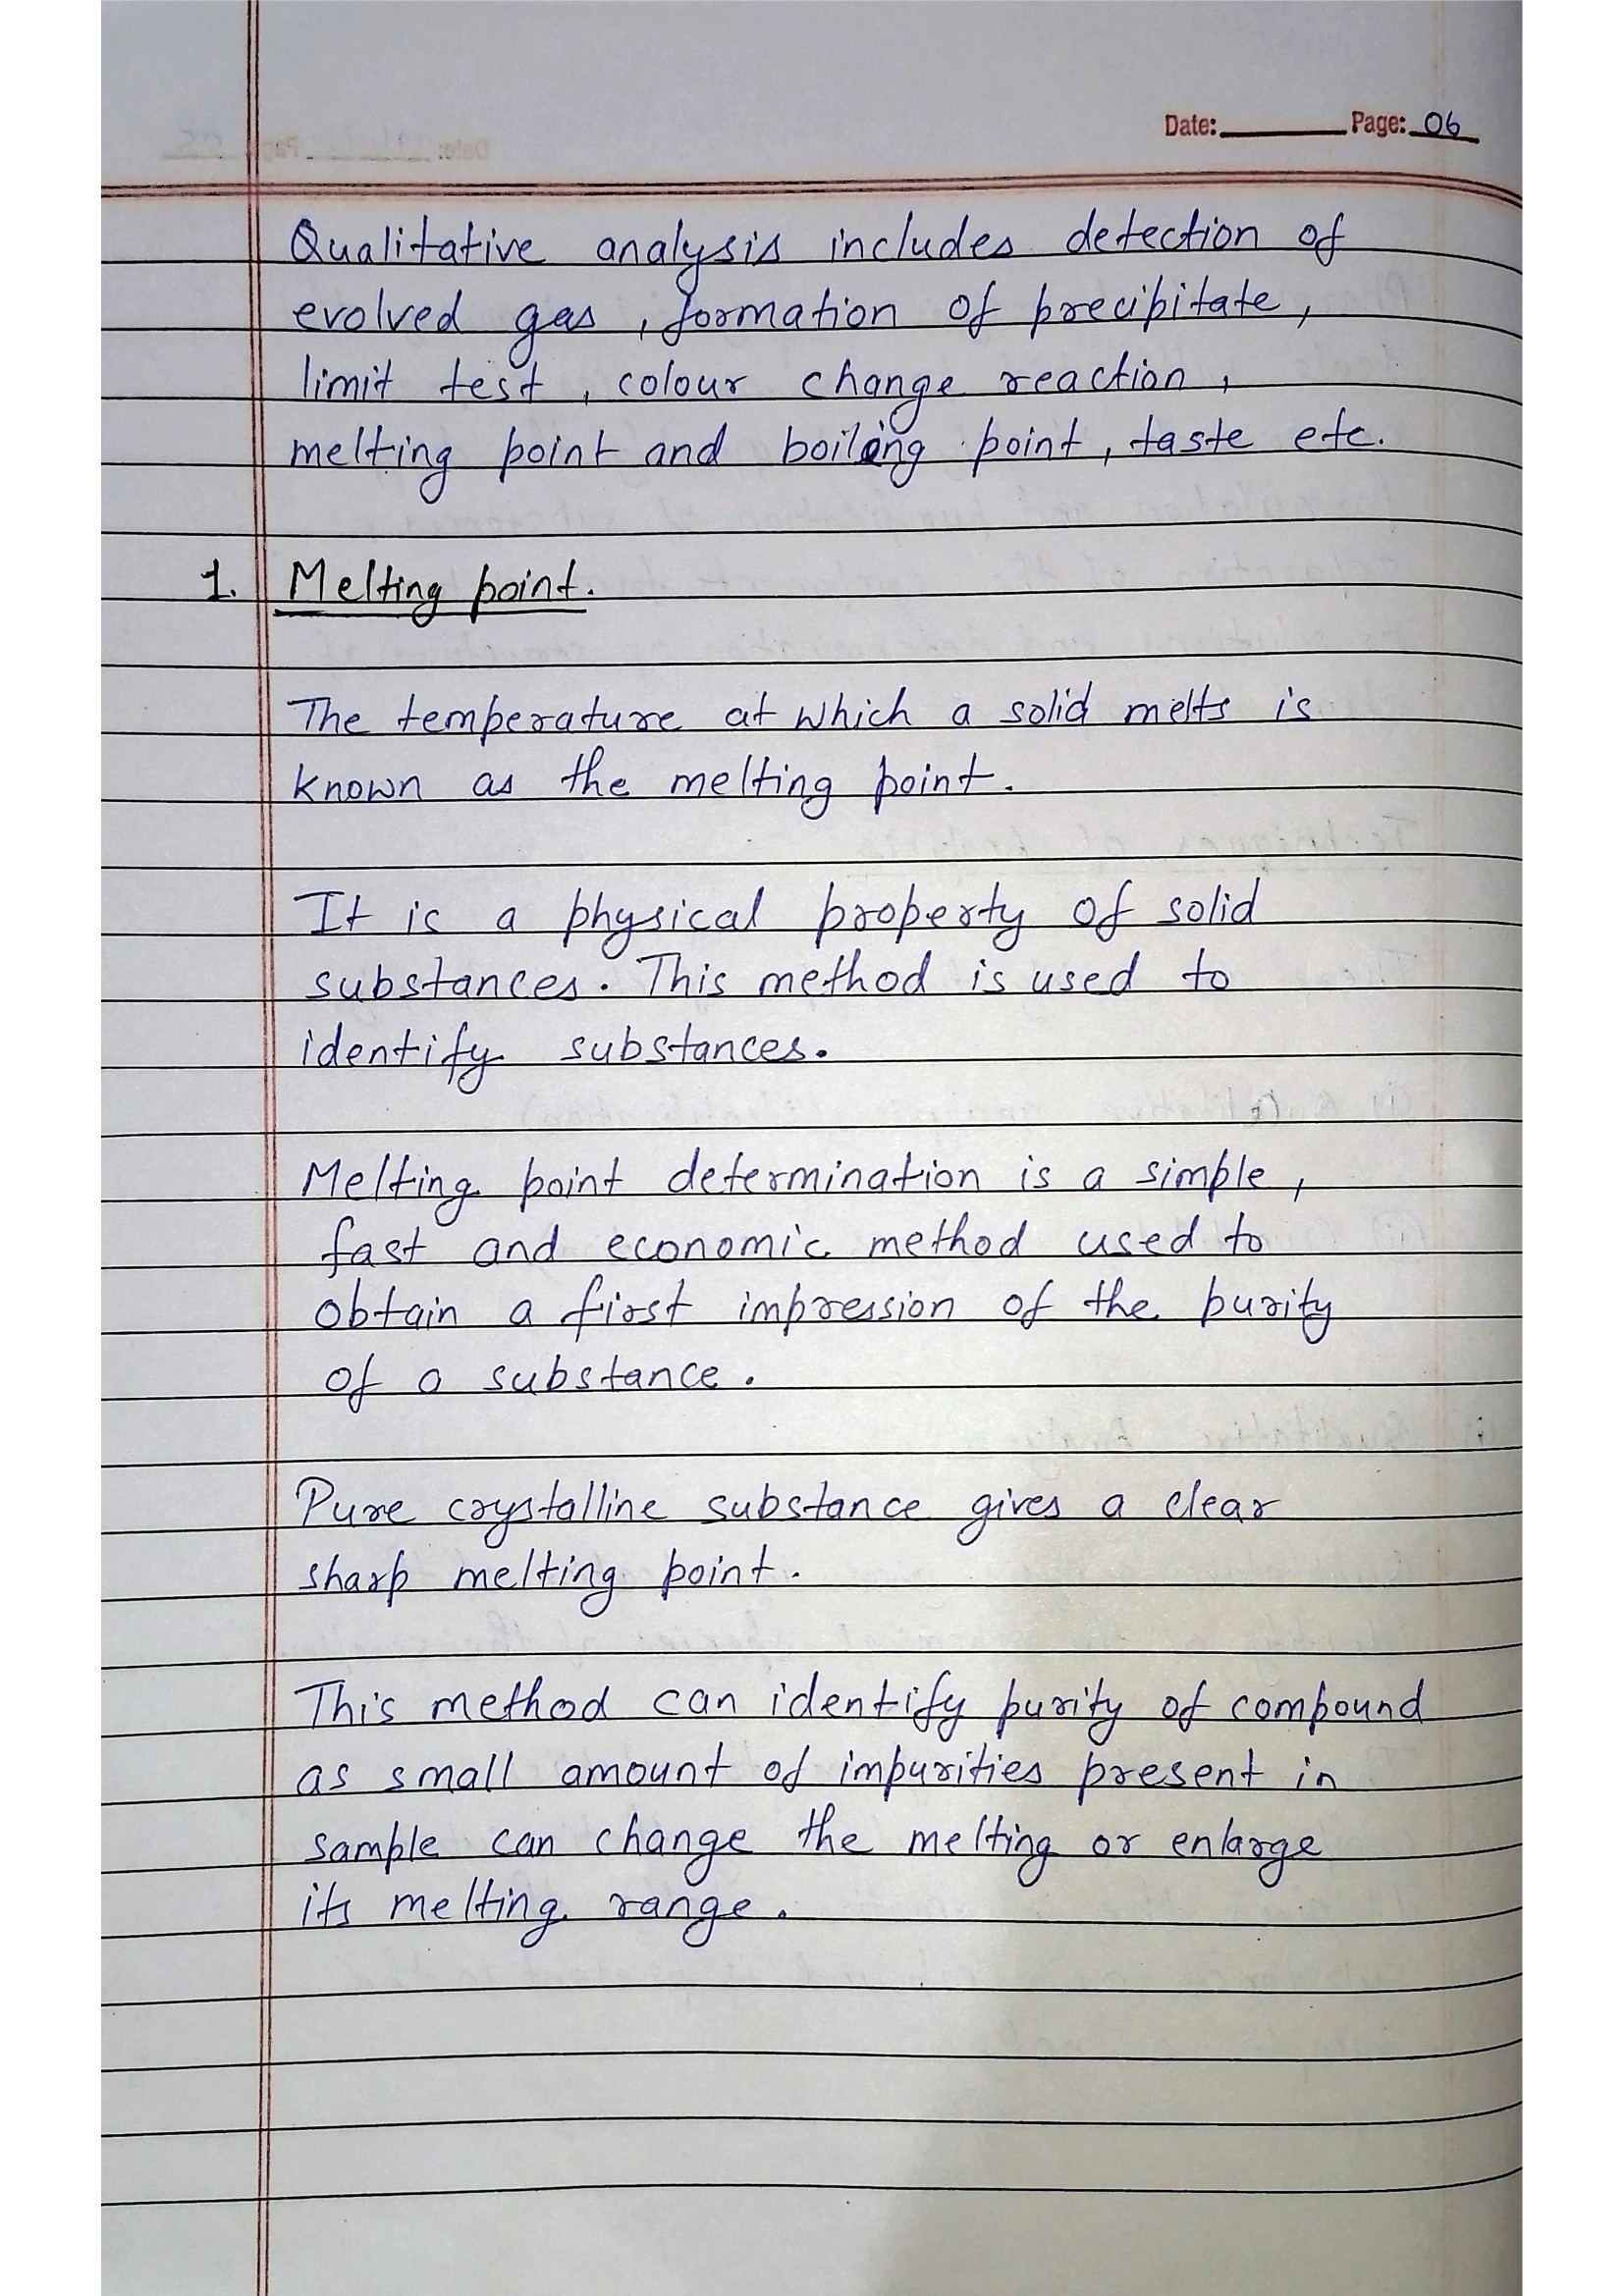 Date: Page: 06
Qualitative analysis includes detection of
evolved gas, formation of precipitate,
limit test, colour change reaction,
melting point and boiling point, taste etc.
1. Melting point.
The temperature at which a solid melts is
known as the melting point.
It is a physical property of solid
substances. This method is used to
identify substances.
Melting point determination is a simple,
fast and economic method used to
obtain a first impression of the purity
of a substance.
Pure crystalline substance gives a clear
sharp melting point.
This method can identify purity of compound
as small amount of impurities present in
sample can change the melting or enlarge
its melting range.